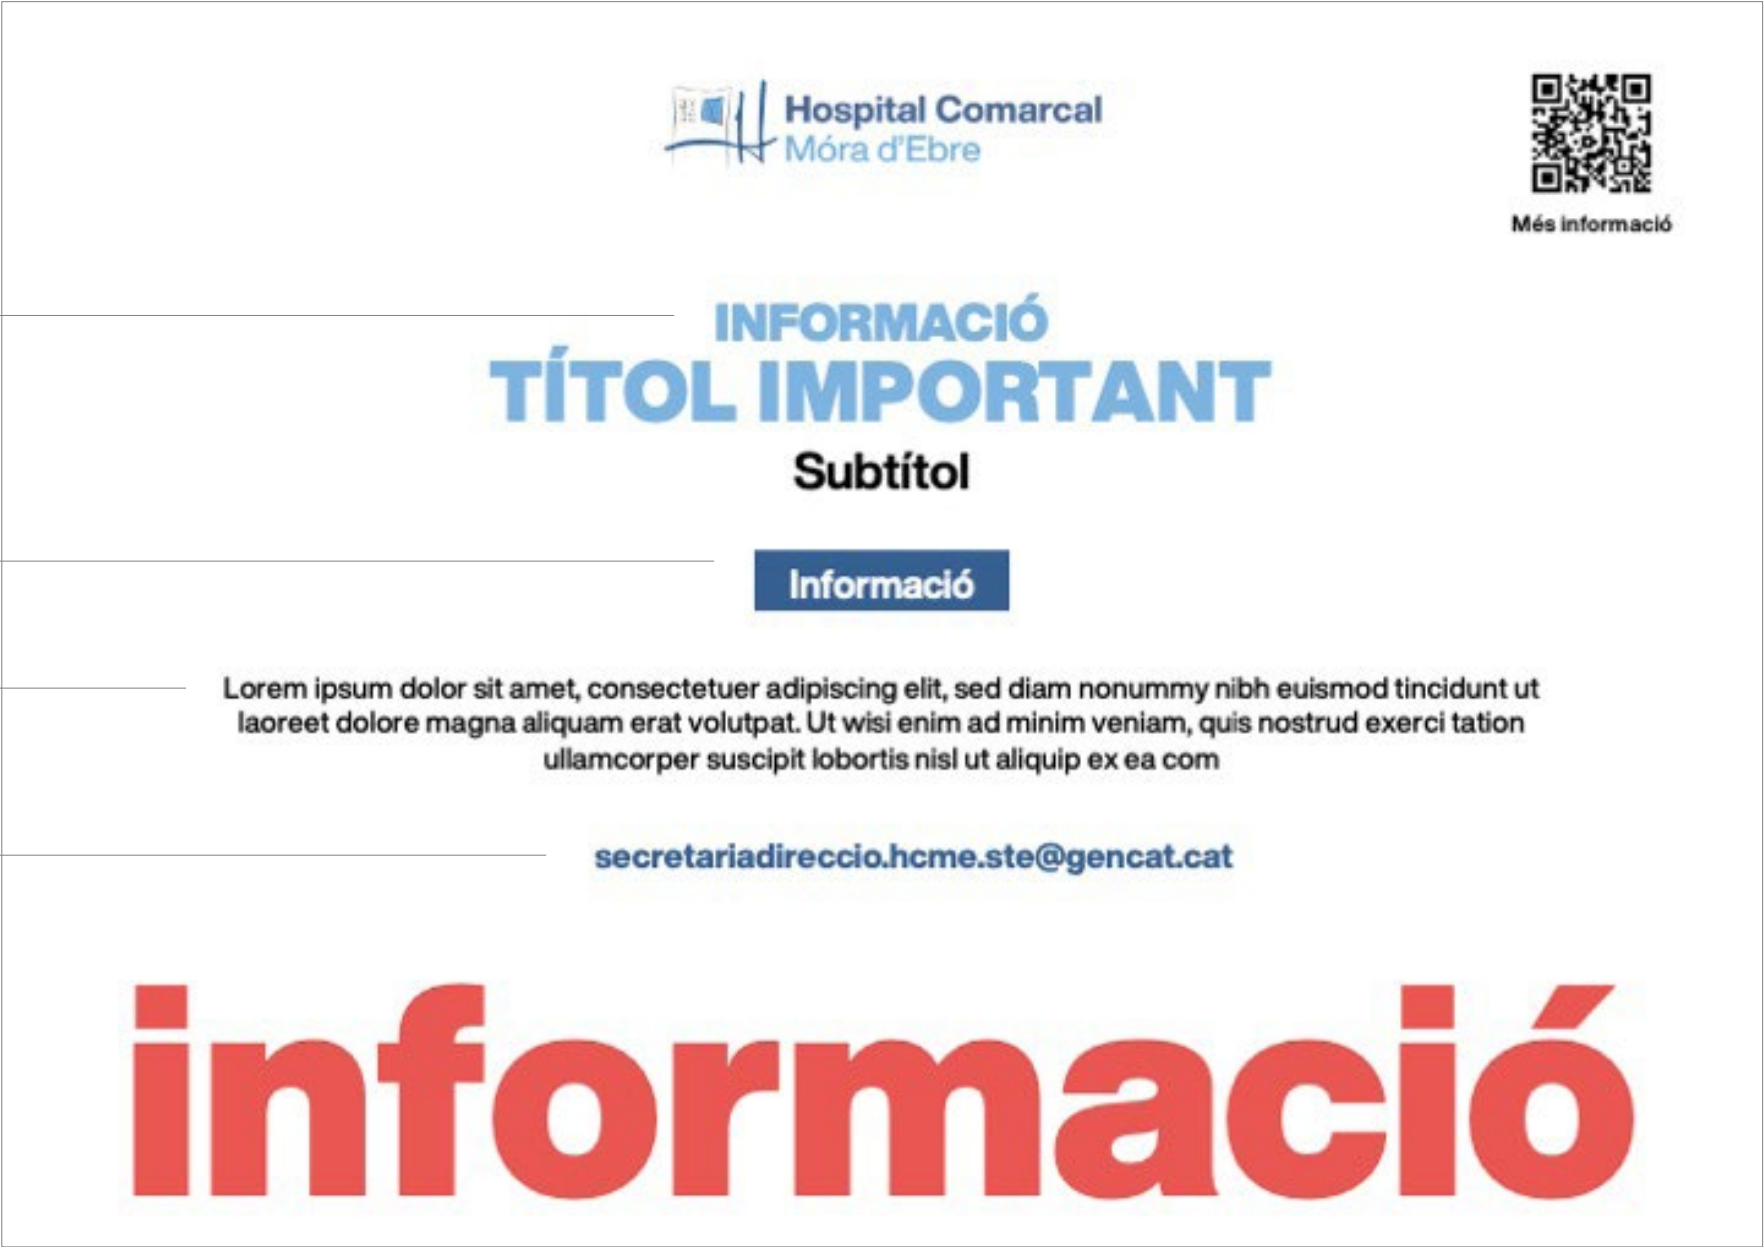 Hospital Comarcal
Móra d'Ebre
Més informació
INFORMACIÓ
TÍTOL IMPORTANT
Subtítol
Informació
Lorem ipsum dolor sit amet, consectetuer adipiscing elit, sed diam nonummy nibh euismod tincidunt ut
laoreet dolore magna aliquam erat volutpat. Ut wisi enim ad minim veniam, quis nostrud exerci tation
ullamcorper suscipit lobortis nisl ut aliquip ex ea com
secretariadireccio.hcme.ste@gencat.cat
informació